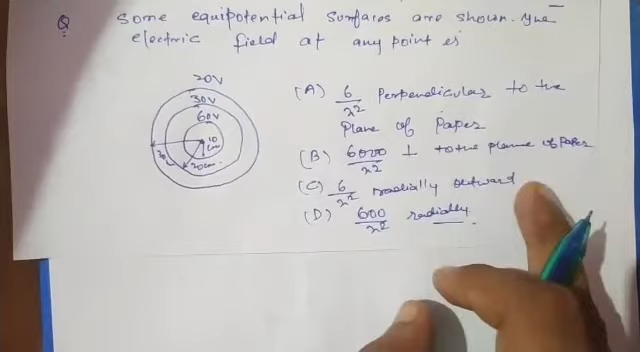 Q Some equipotential surfaces are shown. The
electric field at any point is
20V
30V
60V
10
cm
20cm
(A) 6/x² Perpendicular to the
Plane of Paper
(B) 6000/x² ⊥ to the plane of Paper
(C) 6/x² radially outward
(D) 600/x² radially.